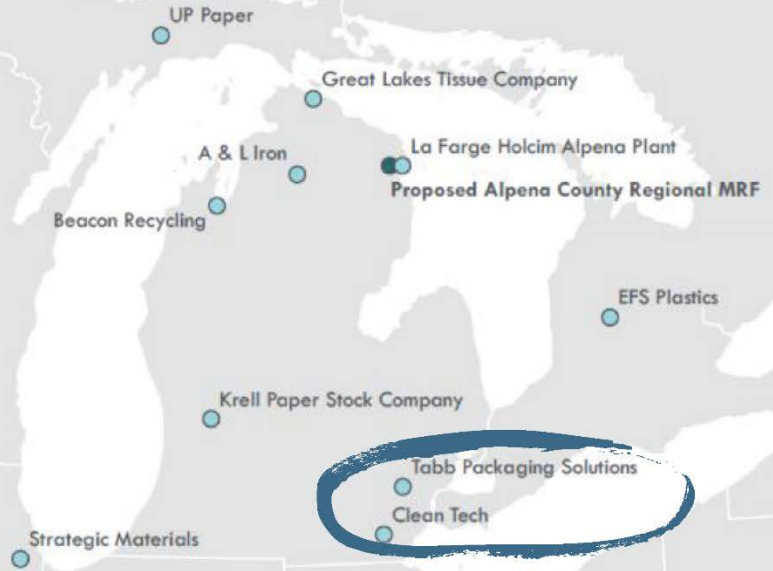 UP Paper
Great Lakes Tissue Company
A & L Iron
La Farge Holcim Alpena Plant
Proposed Alpena County Regional MRF
Beacon Recycling
EFS Plastics
Krell Paper Stock Company
Tabb Packaging Solutions
Clean Tech
Strategic Materials